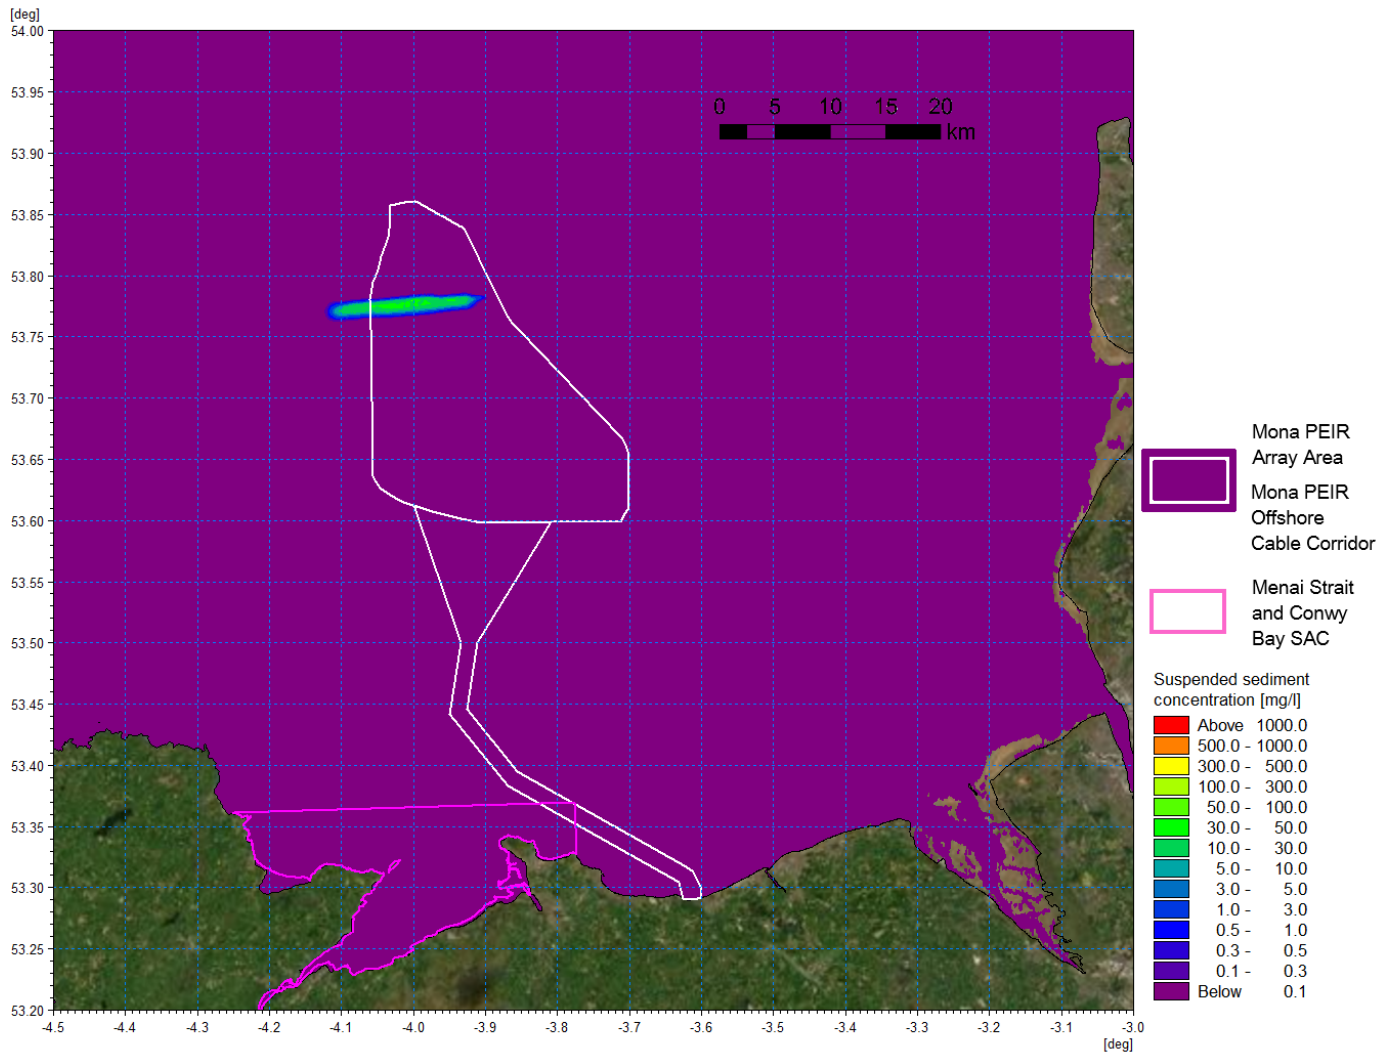 [deg]
54.00
53.95
53.90
53.85
53.80
53.75
53.70
53.65
53.60
53.55
53.50
53.45
53.40
53.35
53.30
53.25
53.20
0 5 10 15 20
km
Mona PEIR
Array Area
Mona PEIR
Offshore
Cable Corridor
Menai Strait
and Conwy
Bay SAC
Suspended sediment
concentration [mg/l]
Above 1000.0
500.0 - 1000.0
300.0 - 500.0
100.0 - 300.0
50.0 - 100.0
30.0 - 50.0
10.0 - 30.0
5.0 - 10.0
3.0 - 5.0
1.0 - 3.0
0.5 - 1.0
0.3 - 0.5
0.1 - 0.3
Below 0.1
-4.5 -4.4 -4.3 -4.2 -4.1 -4.0 -3.9 -3.8 -3.7 -3.6 -3.5 -3.4 -3.3 -3.2 -3.1 -3.0
[deg]